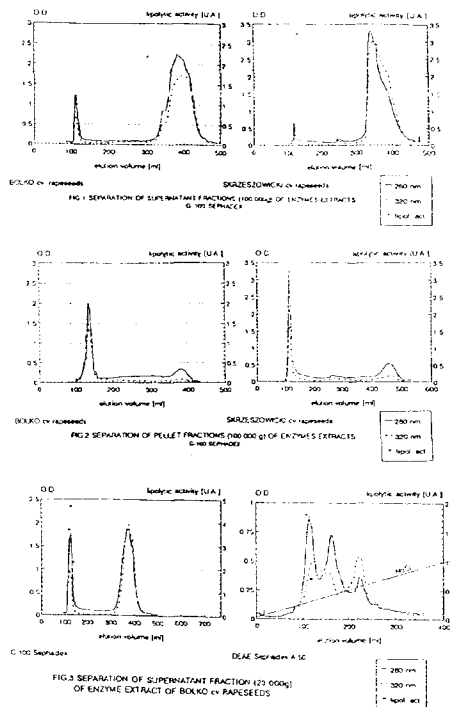 O.D. lipolytic activity [U.A.] O.D. lipolytic activity [U.A.]
elution volume [ml] elution volume [ml]
BOLKO cv rapeseeds SKRZESZOWICKI cv rapeseeds
FIG.1 SEPARATION OF SUPERNATANT FRACTIONS (100 000g) OF ENZYMES EXTRACTS
G-100 SEPHADEX
280 nm
320 nm
lipol. act.
O.D. lipolytic activity [U.A.] O.D. lipolytic activity [U.A.]
elution volume [ml] elution volume [ml]
BOLKO cv rapeseeds SKRZESZOWICKI cv rapeseeds
FIG.2 SEPARATION OF PELLET FRACTIONS (100 000 g) OF ENZYMES EXTRACTS
G-100 SEPHADEX
280 nm
320 nm
lipol. act.
O.D. lipolytic activity [U.A.] O.D. lipolytic activity [U.A.]
elution volume [ml] elution volume [ml]
G-100 Sephadex DEAE Sephadex A-50
FIG.3 SEPARATION OF SUPERNATANT FRACTION (25 000g)
OF ENZYME EXTRACT OF BOLKO cv RAPESEEDS
280 nm
320 nm
lipol. act.